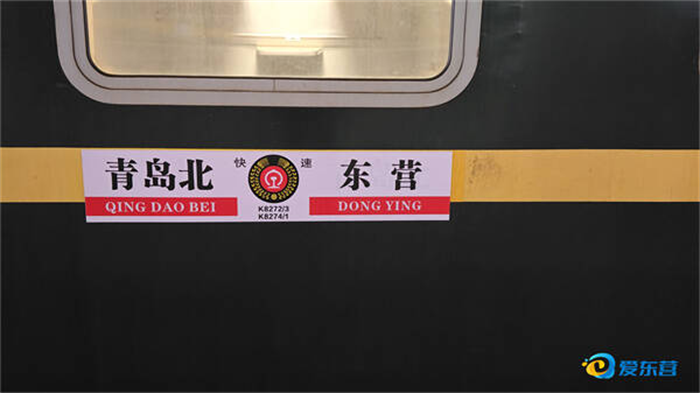 青岛北 快 速 东营
QING DAO BEI DONG YING
K8272/3
K8274/1
爱东营